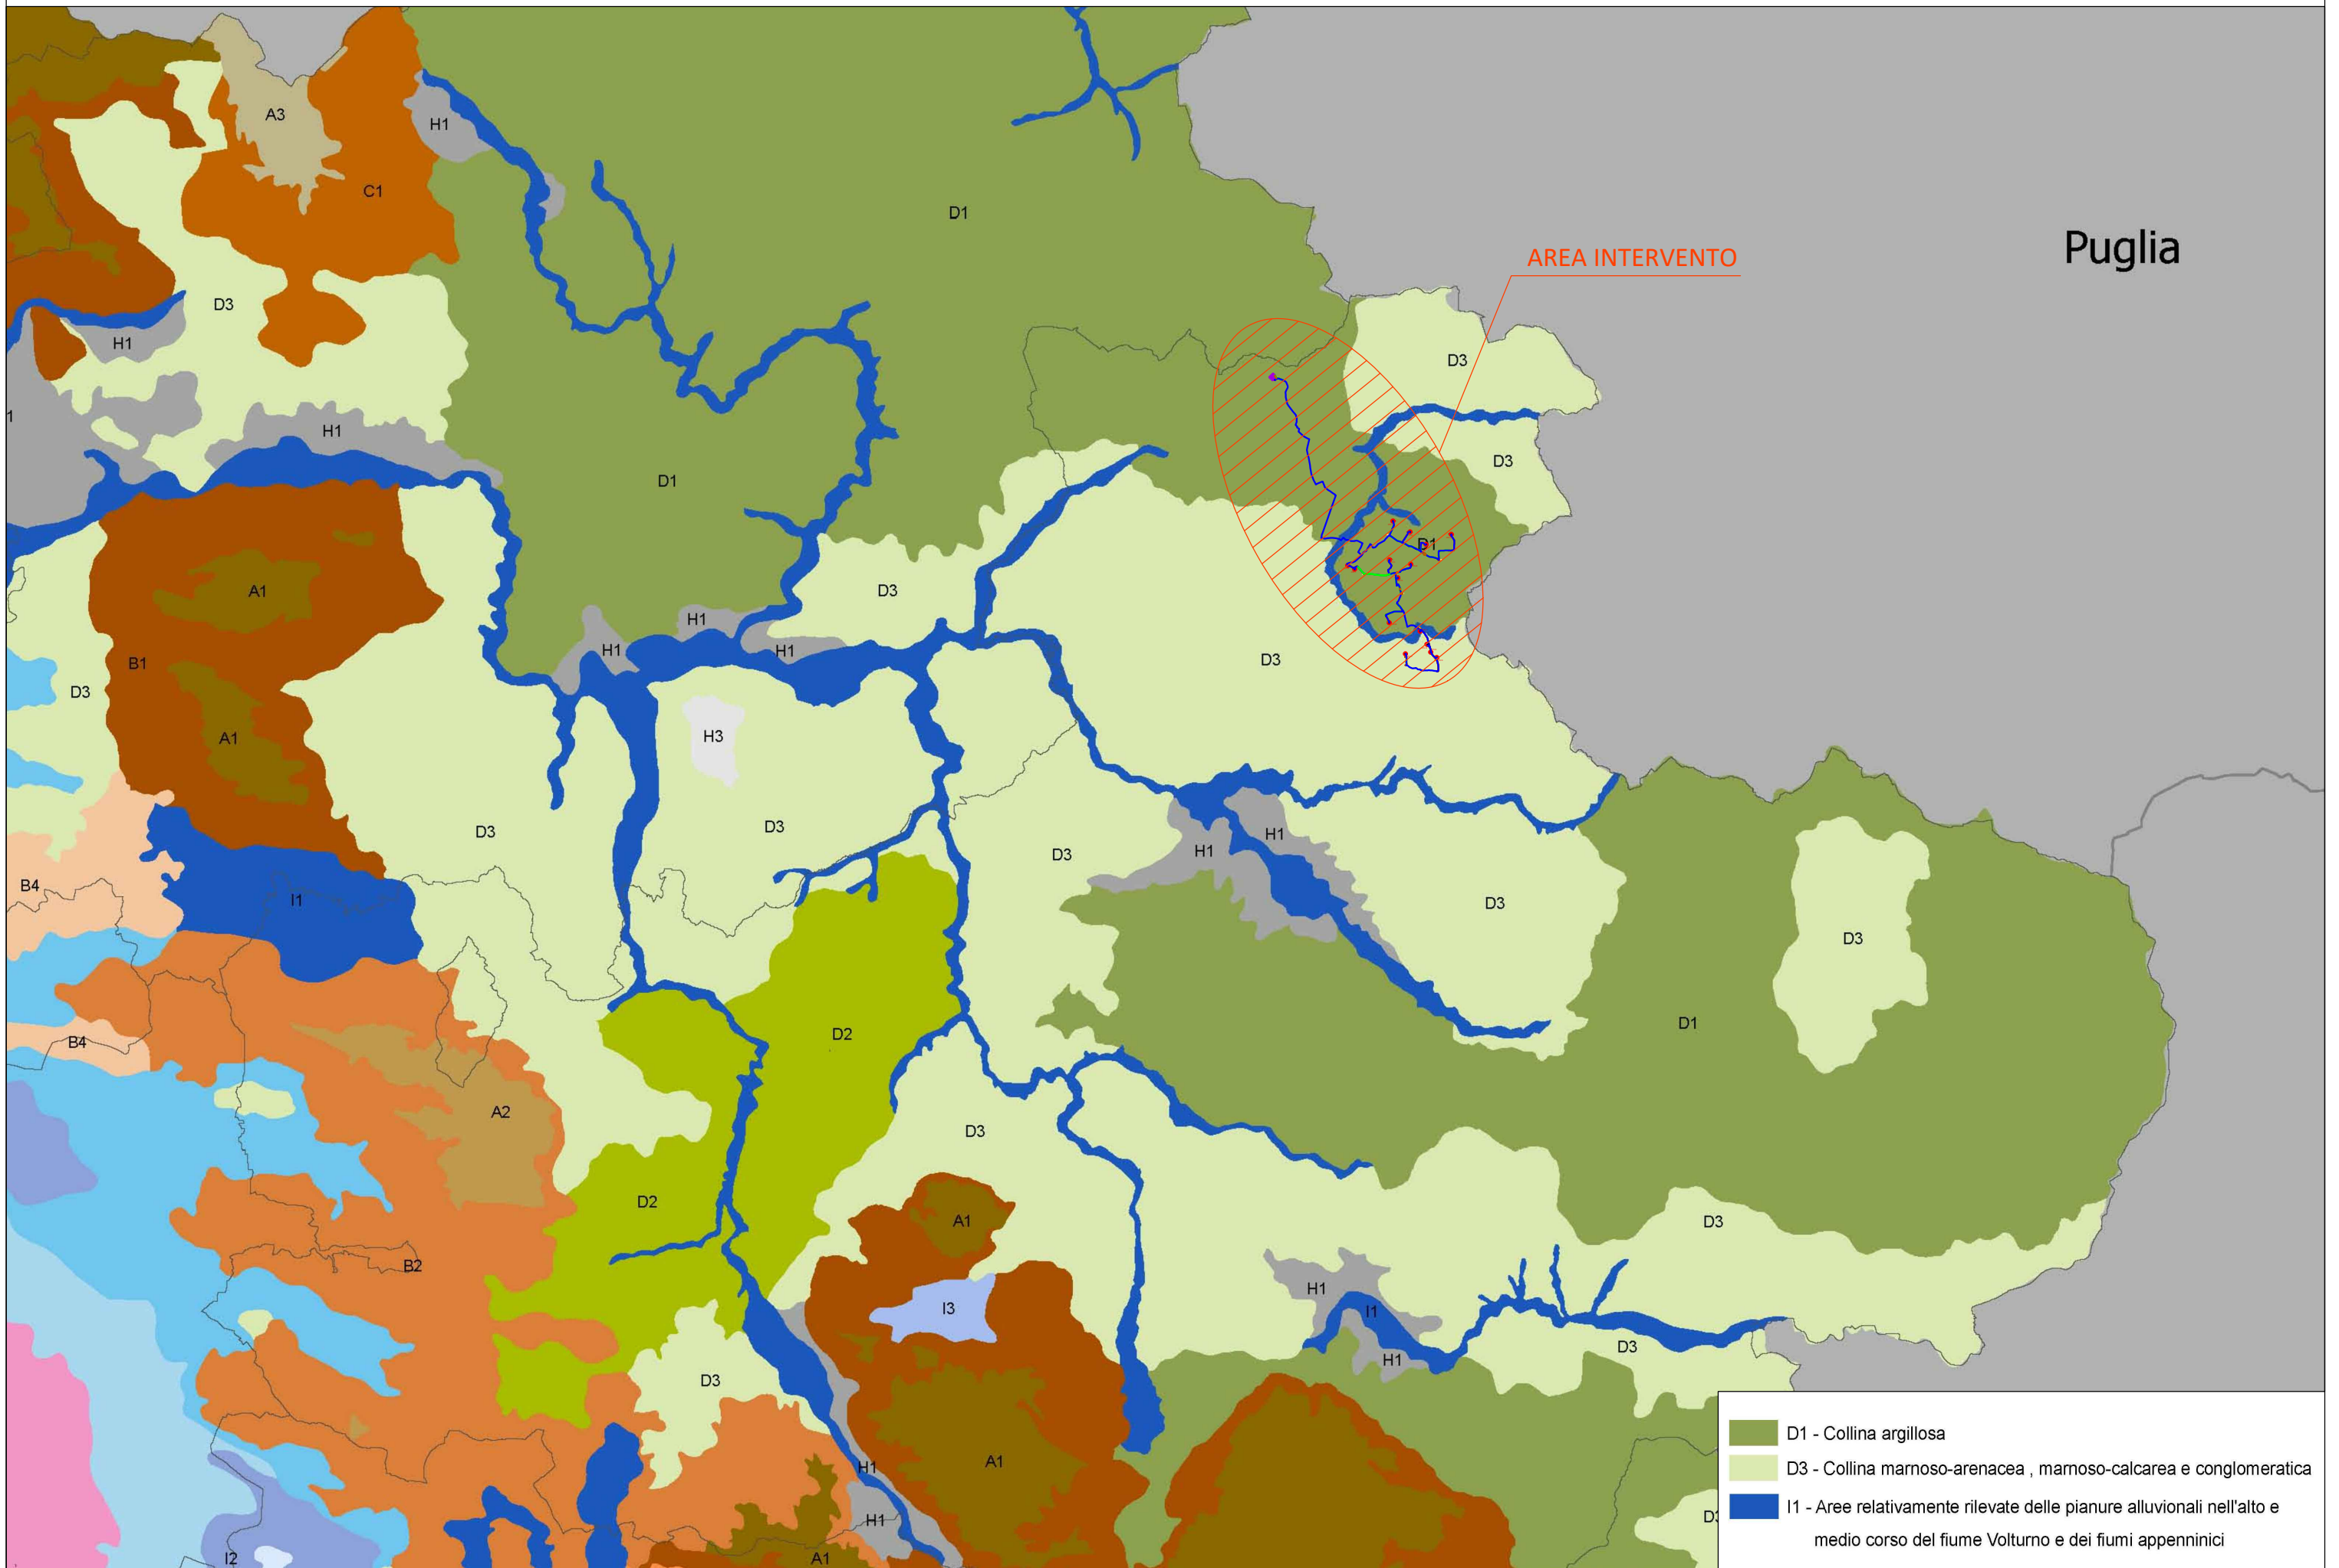 A3
H1
C1
D1
Puglia
AREA INTERVENTO
D3
H1
D3
1
H1
D3
D1
D1
A1
D3
H1
H1
H1
B1
D3
D3
A1
H3
D3
D3
H1
H1
D3
B4
I1
D3
D3
D1
D2
B4
A2
D3
D2
A1
D3
B2
H1
I3
I1
D3
H1
D3
A1
H1
H1
I2
A1
D3
D1 - Collina argillosa
D3 - Collina marnoso-arenacea , marnoso-calcarea e conglomeratica
I1 - Aree relativamente rilevate delle pianure alluvionali nell'alto e
medio corso del fiume Volturno e dei fiumi appenninici